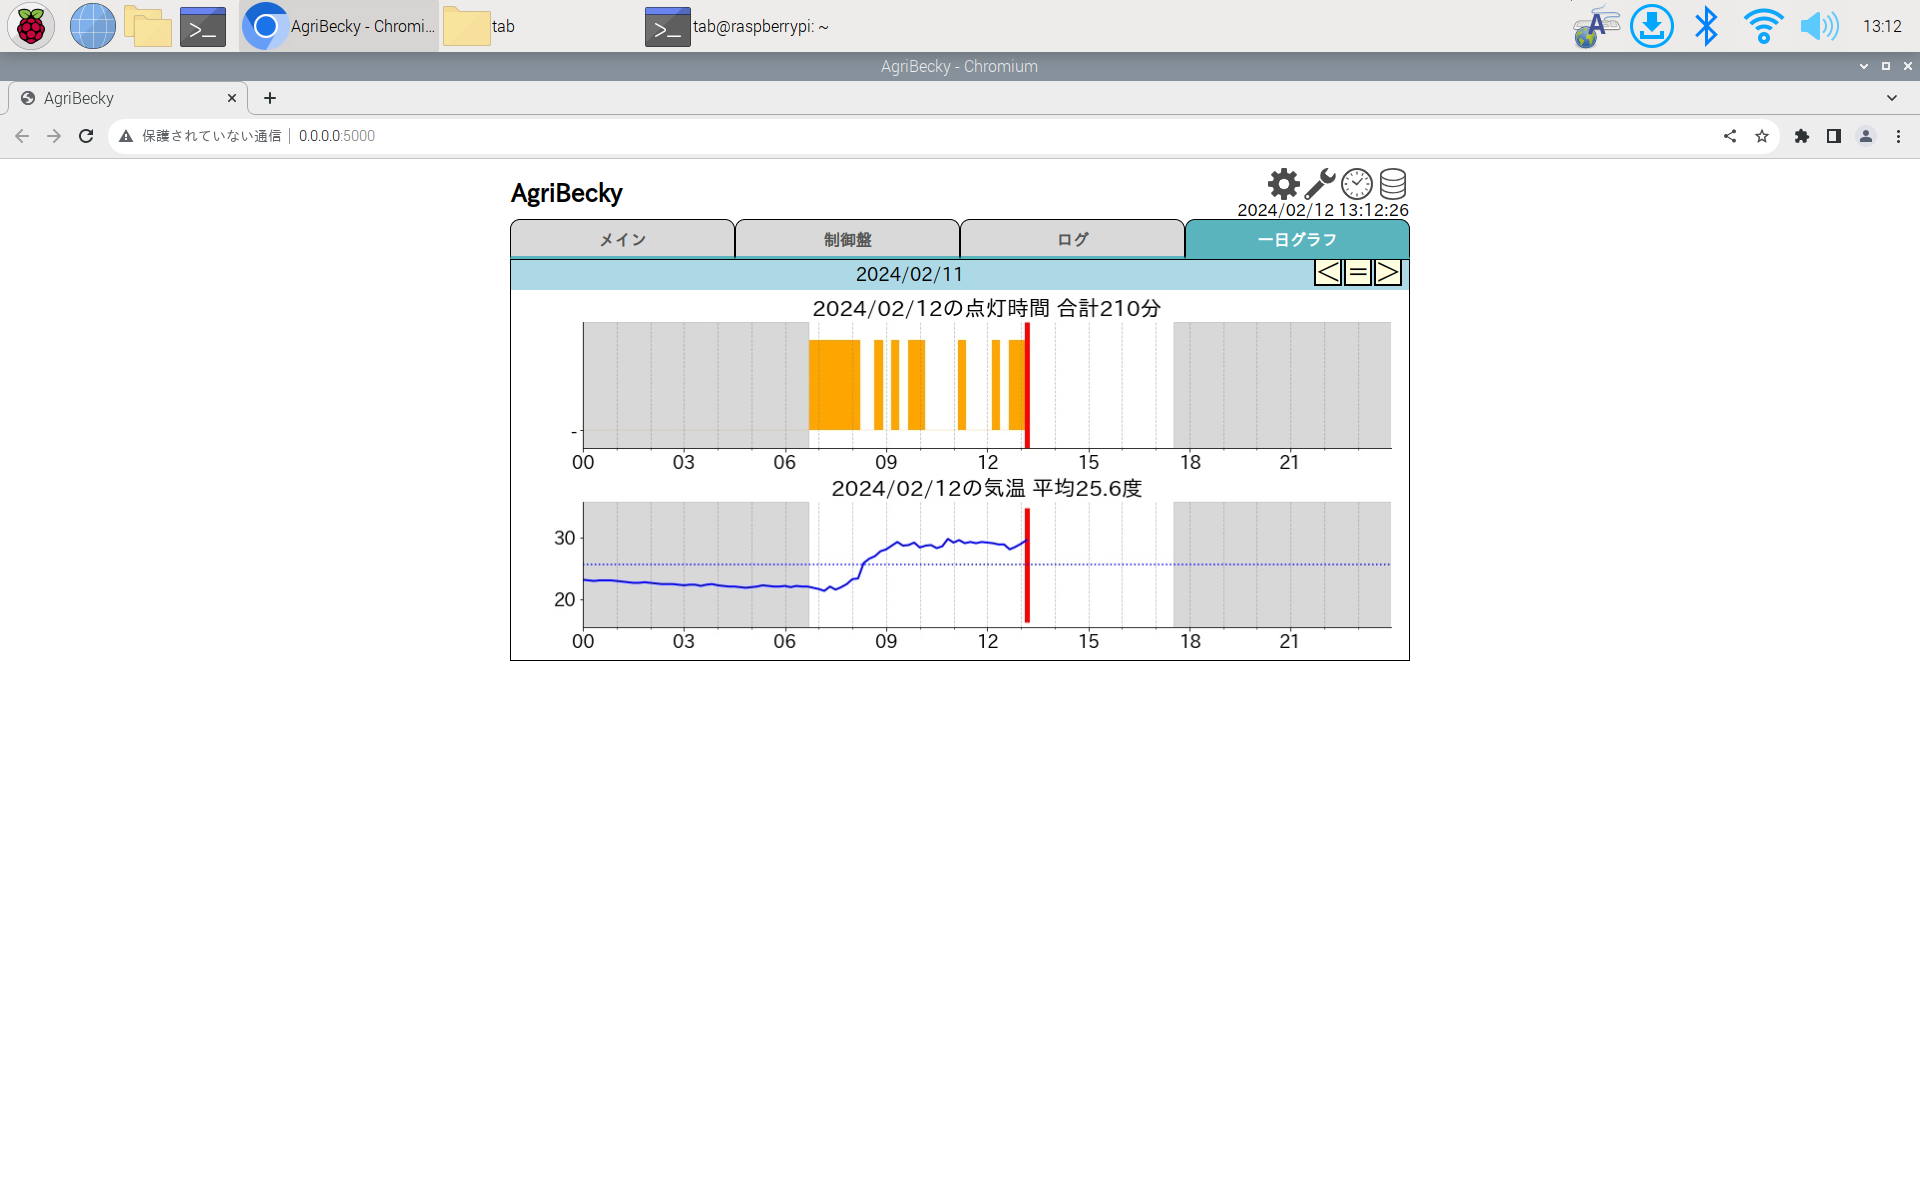 AgriBecky - Chromi...
tab
tab@raspberrypi: ~
13:12
AgriBecky - Chromium
AgriBecky
保護されていない通信
0.0.0.0:5000
AgriBecky
2024/02/12 13:12:26
メイン
制御盤
ログ
一日グラフ
2024/02/11
< = >
2024/02/12の点灯時間 合計210分
-
00 03 06 09 12 15 18 21
2024/02/12の気温 平均25.6度
30
20
00 03 06 09 12 15 18 21